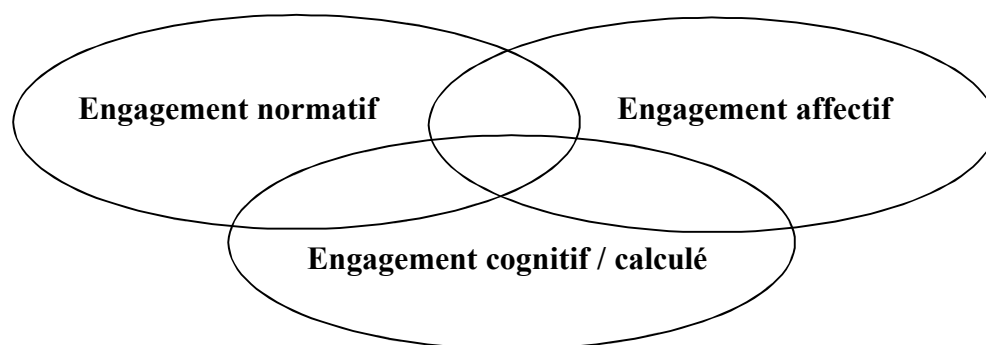 Engagement normatif
Engagement affectif
Engagement cognitif / calculé